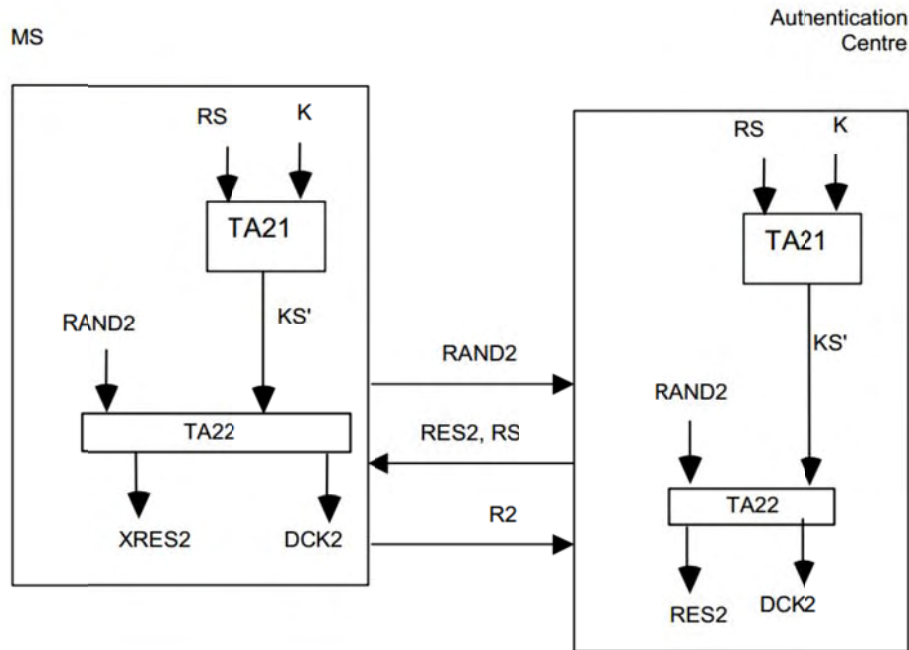 MS
Authentication
Centre
RS
K
TA21
KS'
RAND2
TA22
XRES2
DCK2
RAND2
RES2, RS
R2
RS
K
TA21
KS'
RAND2
TA22
RES2
DCK2